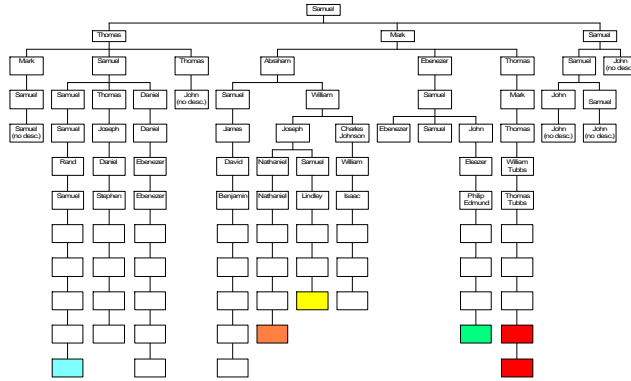 Samuel
Thomas
Mark
Samuel
Mark
Samuel
Thomas
Abraham
Ebenezer
Thomas
Samuel
John
(no desc.)
Samuel
Samuel
Thomas
Daniel
John
(no desc.)
Samuel
William
Samuel
Mark
John
Samuel
Samuel
(no desc.)
Samuel
Joseph
Daniel
James
Joseph
Charles
Johnson
Ebenezer
Samuel
John
Thomas
John
(no desc.)
John
(no desc.)
Rand
Daniel
Ebenezer
David
Nathaniel
Samuel
William
Eleazer
William
Tubbs
Samuel
Stephen
Ebenezer
Benjamin
Nathaniel
Lindley
Isaac
Philip
Edmund
Thomas
Tubbs